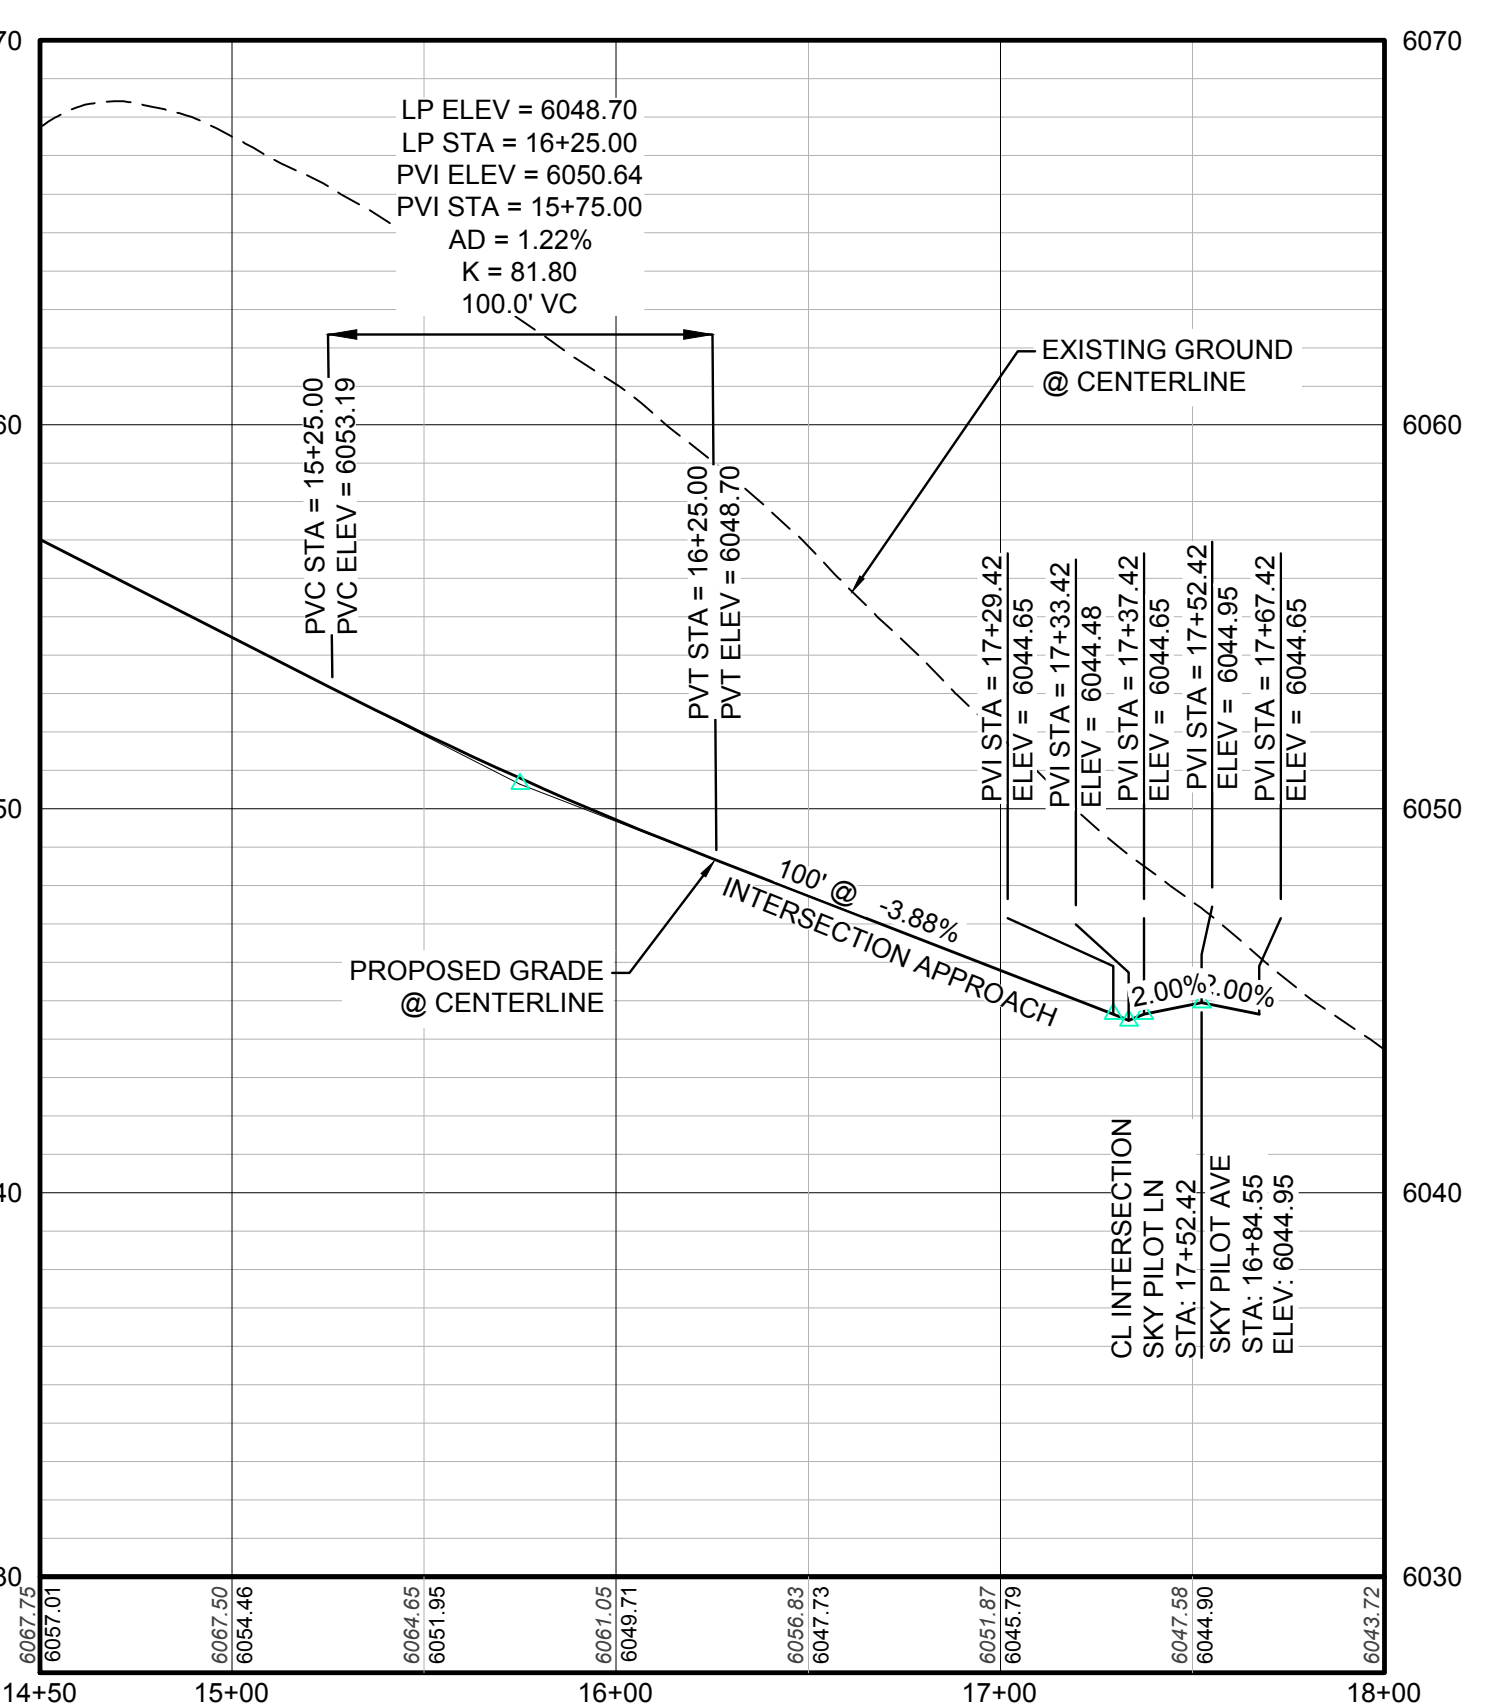 70
6070
LP ELEV = 6048.70
LP STA = 16+25.00
PVI ELEV = 6050.64
PVI STA = 15+75.00
AD = 1.22%
K = 81.80
100.0' VC
EXISTING GROUND
@ CENTERLINE
PVC STA = 15+25.00
PVC ELEV = 6053.19
60
6060
PVT STA = 16+25.00
PVT ELEV = 6048.70
PVI STA = 17+29.42
ELEV = 6044.65
PVI STA = 17+33.42
ELEV = 6044.48
PVI STA = 17+37.42
ELEV = 6044.65
PVI STA = 17+52.42
ELEV = 6044.95
PVI STA = 17+67.42
ELEV = 6044.65
50
6050
100' @ -3.88%
INTERSECTION APPROACH
PROPOSED GRADE
@ CENTERLINE
2.00%
2.00%
CL INTERSECTION
SKY PILOT LN
STA: 17+52.42
SKY PILOT AVE
STA: 16+84.55
ELEV: 6044.95
40
6040
30
6030
6067.75
6057.01
6067.50
6054.46
6064.65
6051.95
6061.05
6049.71
6056.83
6047.73
6051.87
6045.79
6047.58
6044.90
6043.72
14+50
15+00
16+00
17+00
18+00